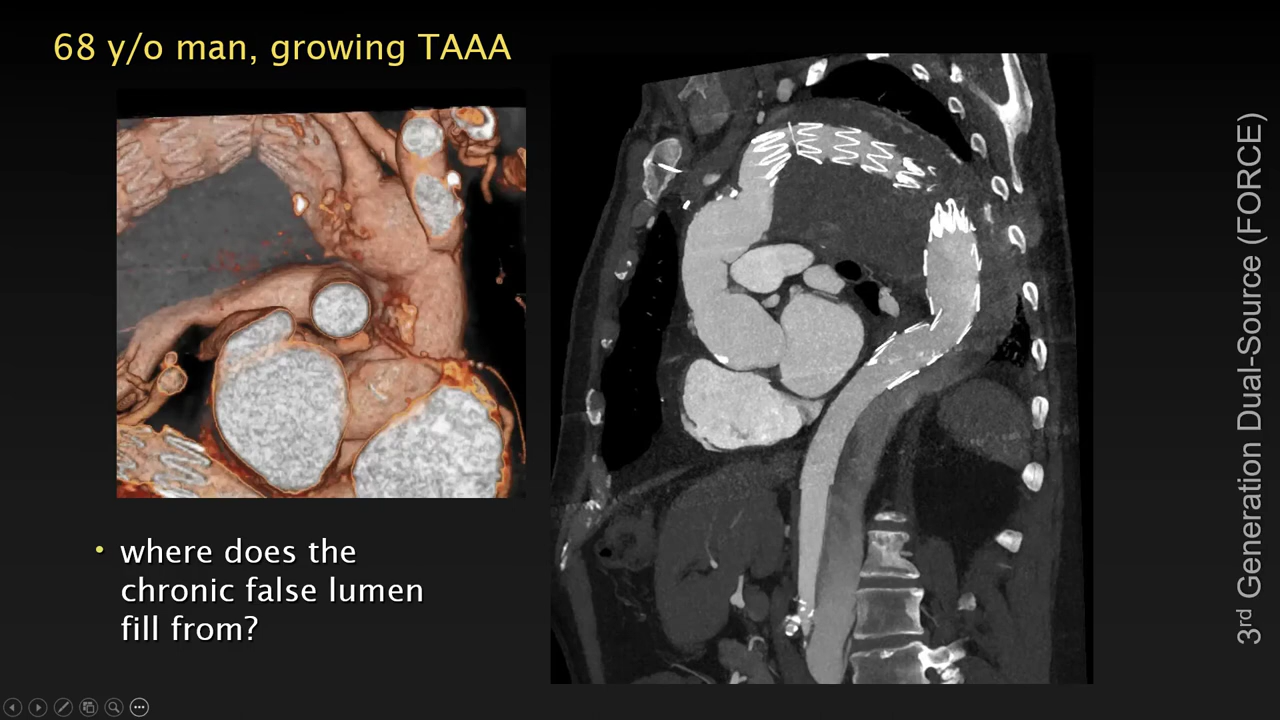 68 y/o man, growing TAAA
• where does the
chronic false lumen
fill from?
3rd Generation Dual-Source (FORCE)